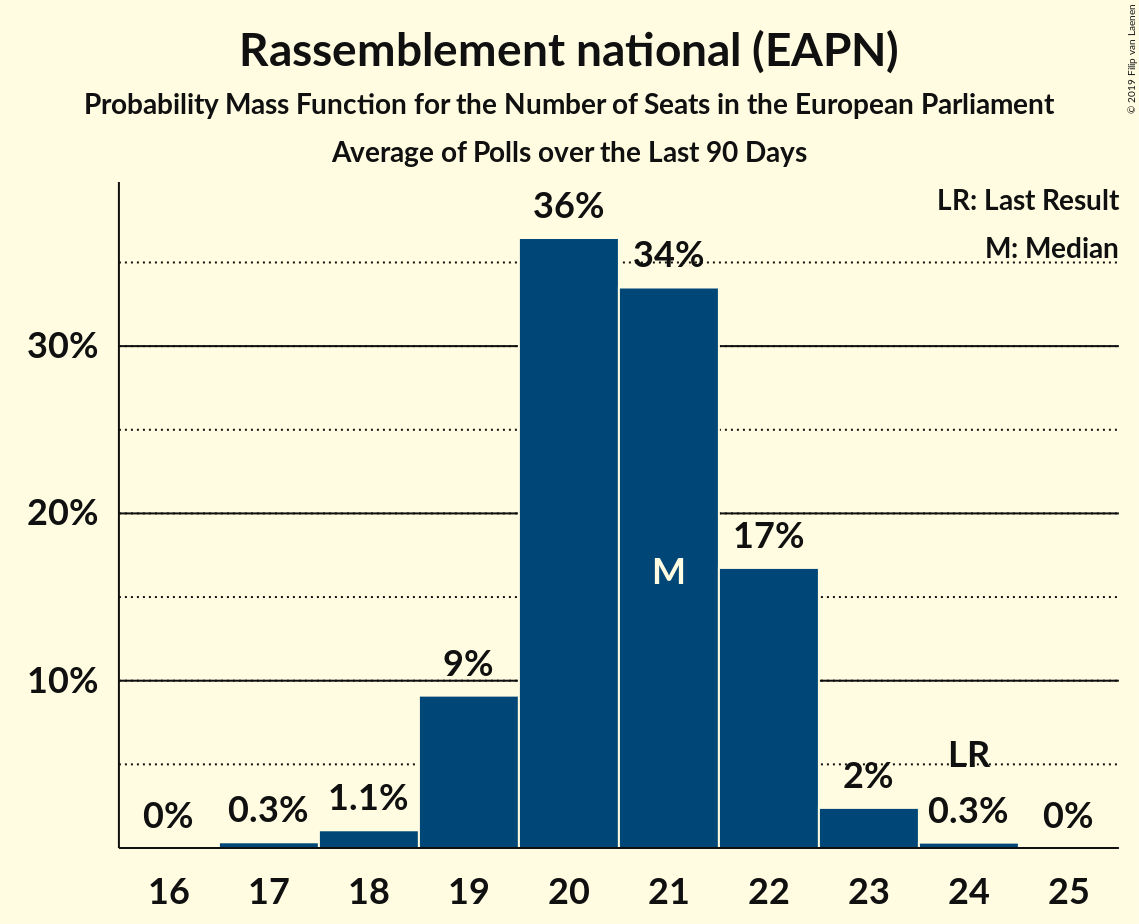 Rassemblement national (EAPN)
Probability Mass Function for the Number of Seats in the European Parliament
Average of Polls over the Last 90 Days
© 2019 Filip van Laenen
LR: Last Result
M: Median
36%
34%
30%
20%
17%
M
10%
9%
LR
2%
1.1%
0.3%
0%
0.3%
0%
16 17 18 19 20 21 22 23 24 25